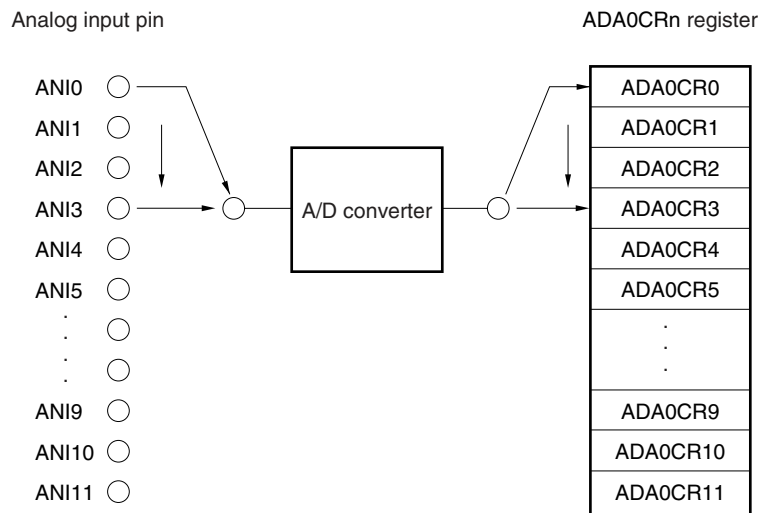 Analog input pin
ADA0CRn register
ANI0
ADA0CR0
ANI1
ADA0CR1
ANI2
ADA0CR2
ANI3
A/D converter
ADA0CR3
ANI4
ADA0CR4
ANI5
ADA0CR5
.
.
.
.
.
.
.
ANI9
ADA0CR9
ANI10
ADA0CR10
ANI11
ADA0CR11